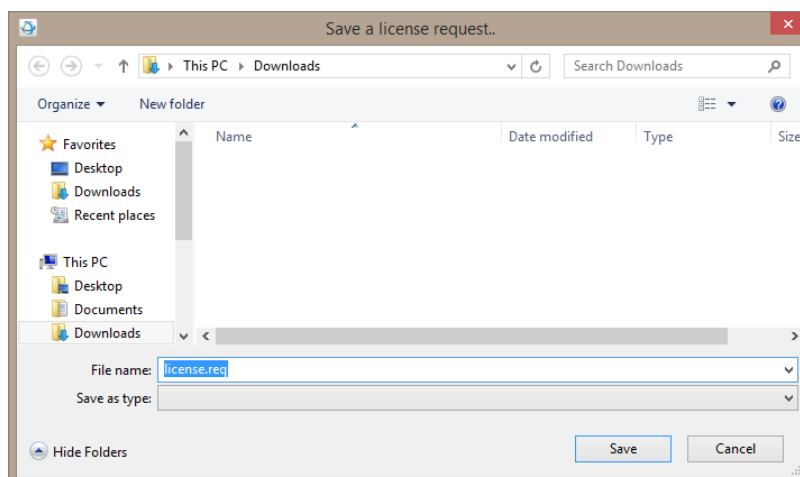 Save a license request..
This PC Downloads Search Downloads
Organize New folder
Name Date modified Type Size
Favorites
Desktop
Downloads
Recent places
This PC
Desktop
Documents
Downloads
File name: license.req
Save as type:
Hide Folders Save Cancel